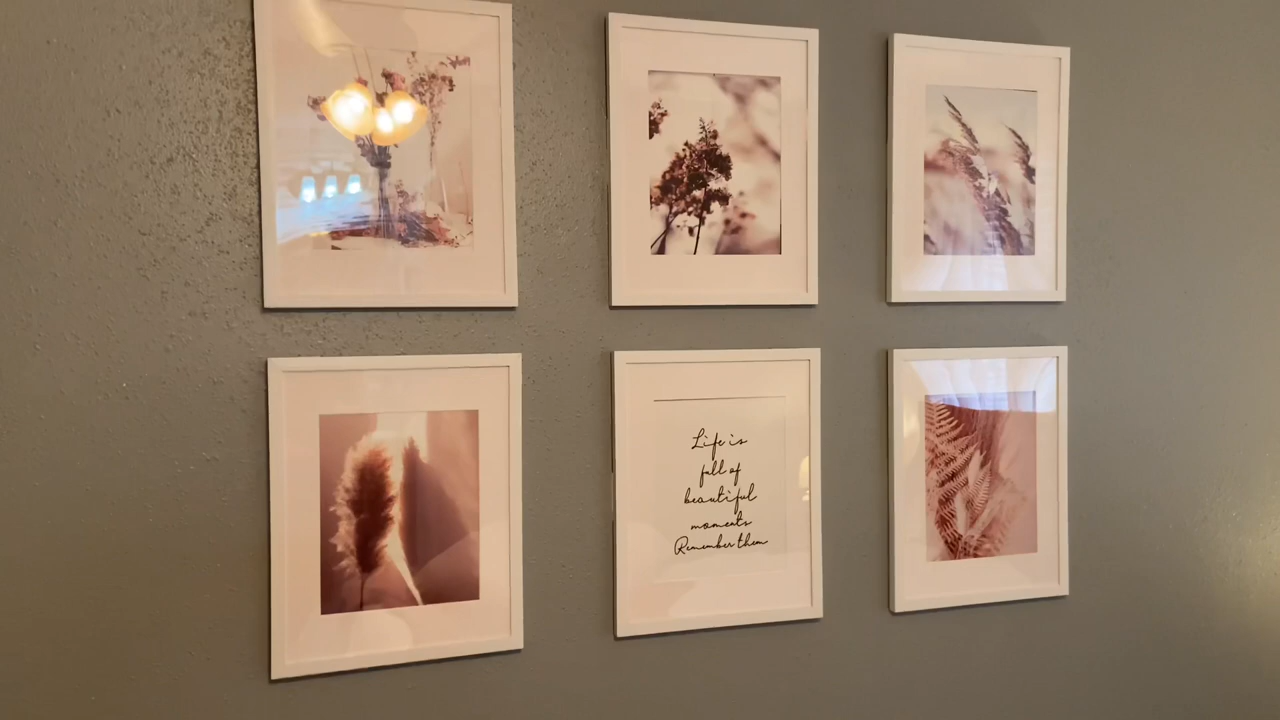 Life is
full of
beautiful
moments
Remember them